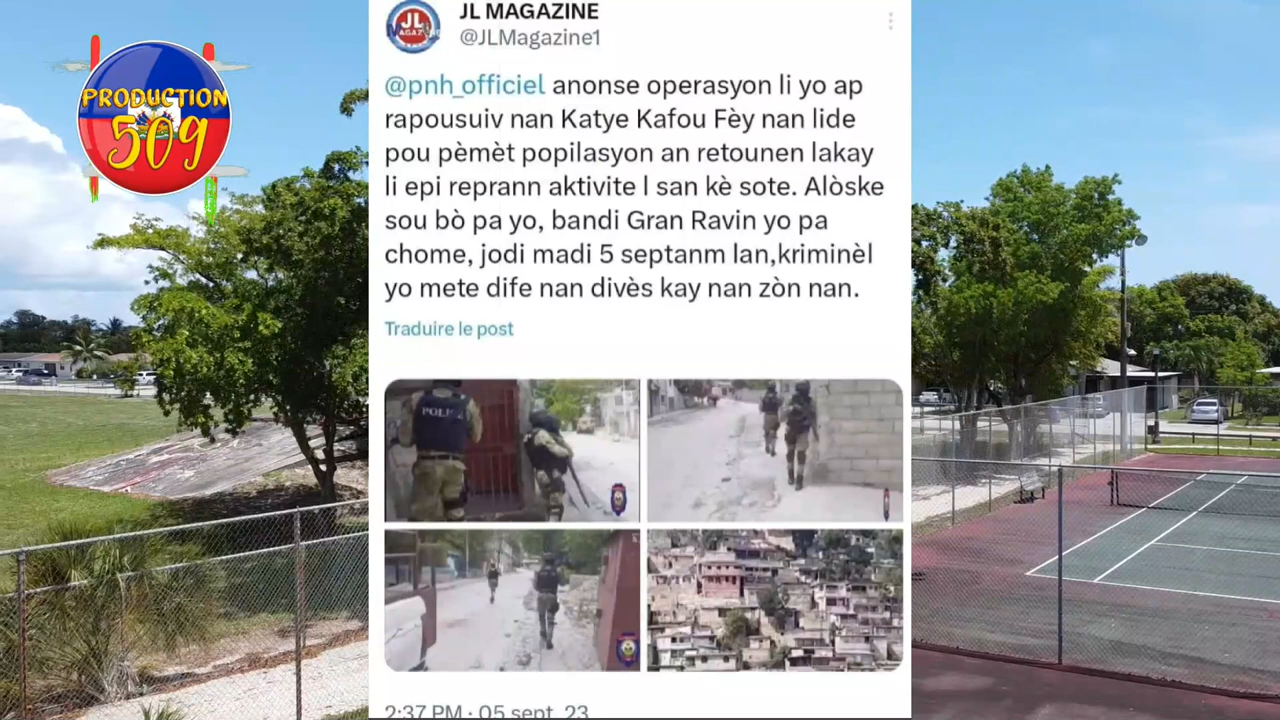 PRODUCTION
509
JL
MAGAZINE
JL MAGAZINE
@JLMagazine1
@pnh_officiel anonse operasyon li yo ap
rapousuiv nan Katye Kafou Fèy nan lide
pou pèmèt popilasyon an retounen lakay
li epi reprann aktivite l san kè sote. Alòske
sou bò pa yo, bandi Gran Ravin yo pa
chome, jodi madi 5 septanm lan,kriminèl
yo mete dife nan divès kay nan zòn nan.
Traduire le post
POLICE
2:37 PM · 05 sept. 23